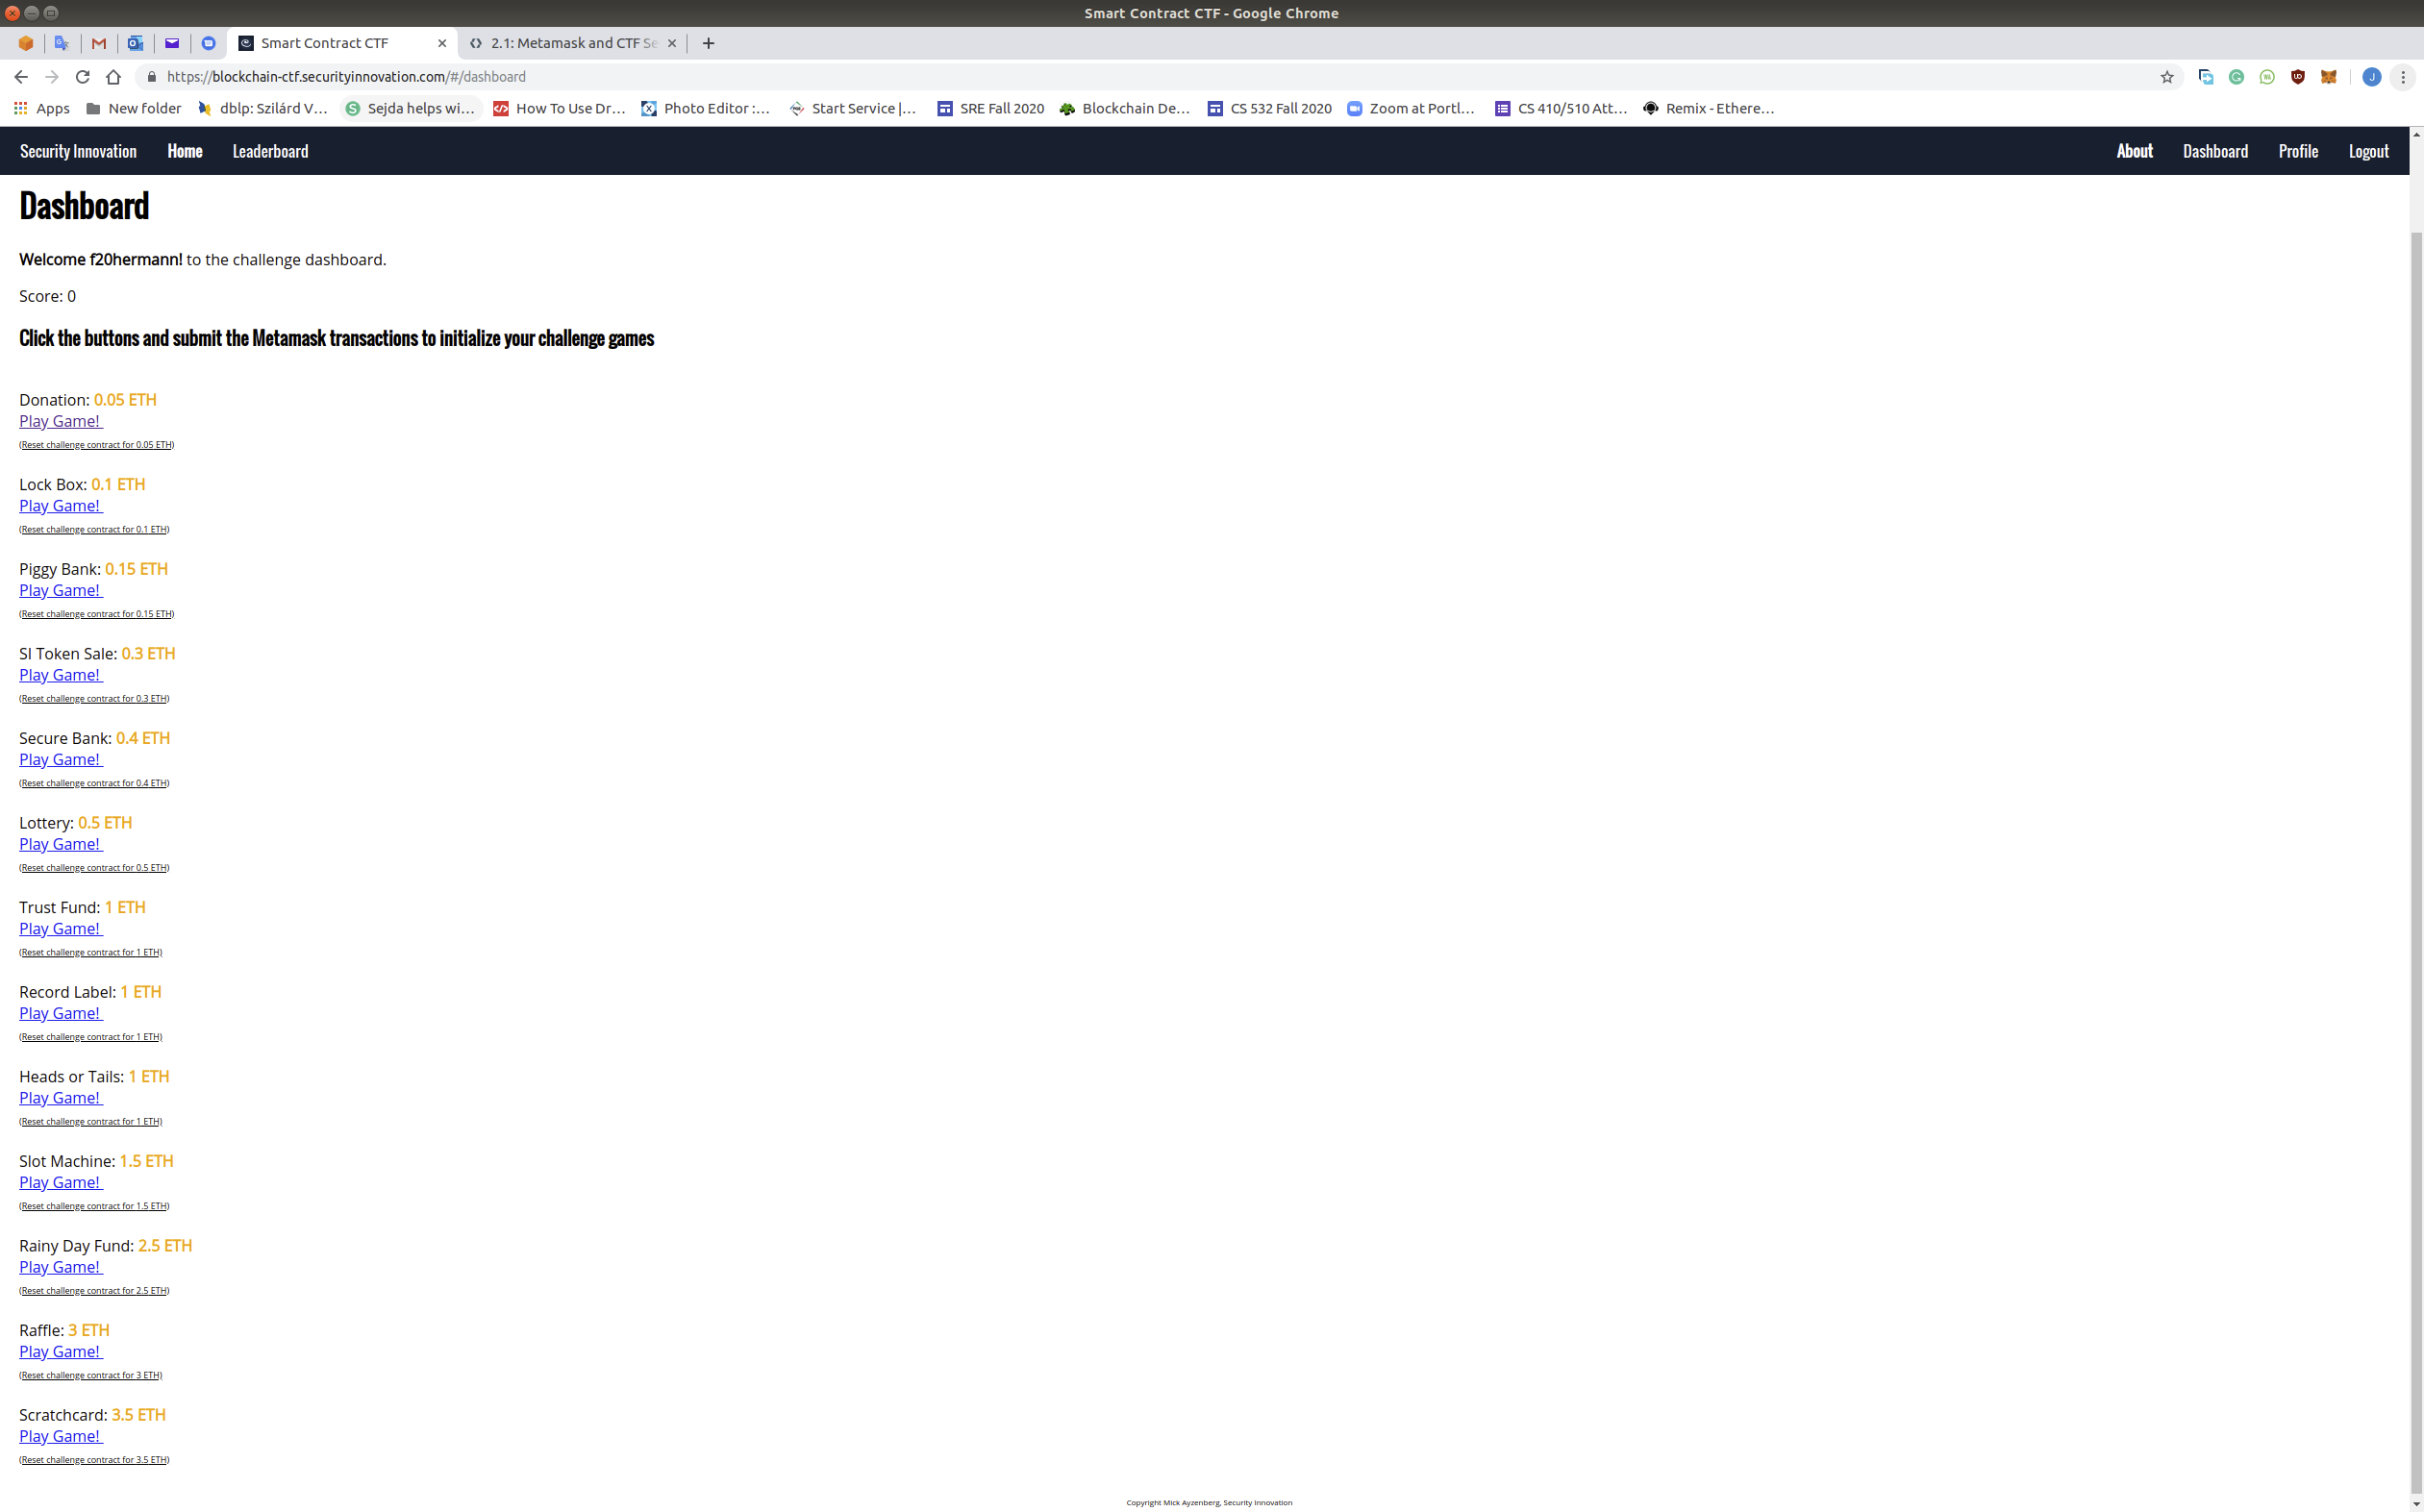 Smart Contract CTF - Google Chrome
Smart Contract CTF
2.1: Metamask and CTF Se
https://blockchain-ctf.securityinnovation.com/#/dashboard
Apps New folder dblp: Szilárd V... Sejda helps wi... How To Use Dr... Photo Editor :... Start Service |... SRE Fall 2020 Blockchain De... CS 532 Fall 2020 Zoom at Portl... CS 410/510 Att... Remix - Ethere...
Security Innovation Home Leaderboard About Dashboard Profile Logout
Dashboard
Welcome f20hermann! to the challenge dashboard.
Score: 0
Click the buttons and submit the Metamask transactions to initialize your challenge games
Donation: 0.05 ETH
Play Game!
(Reset challenge contract for 0.05 ETH)
Lock Box: 0.1 ETH
Play Game!
(Reset challenge contract for 0.1 ETH)
Piggy Bank: 0.15 ETH
Play Game!
(Reset challenge contract for 0.15 ETH)
SI Token Sale: 0.3 ETH
Play Game!
(Reset challenge contract for 0.3 ETH)
Secure Bank: 0.4 ETH
Play Game!
(Reset challenge contract for 0.4 ETH)
Lottery: 0.5 ETH
Play Game!
(Reset challenge contract for 0.5 ETH)
Trust Fund: 1 ETH
Play Game!
(Reset challenge contract for 1 ETH)
Record Label: 1 ETH
Play Game!
(Reset challenge contract for 1 ETH)
Heads or Tails: 1 ETH
Play Game!
(Reset challenge contract for 1 ETH)
Slot Machine: 1.5 ETH
Play Game!
(Reset challenge contract for 1.5 ETH)
Rainy Day Fund: 2.5 ETH
Play Game!
(Reset challenge contract for 2.5 ETH)
Raffle: 3 ETH
Play Game!
(Reset challenge contract for 3 ETH)
Scratchcard: 3.5 ETH
Play Game!
(Reset challenge contract for 3.5 ETH)
Copyright Mick Ayzenberg, Security Innovation